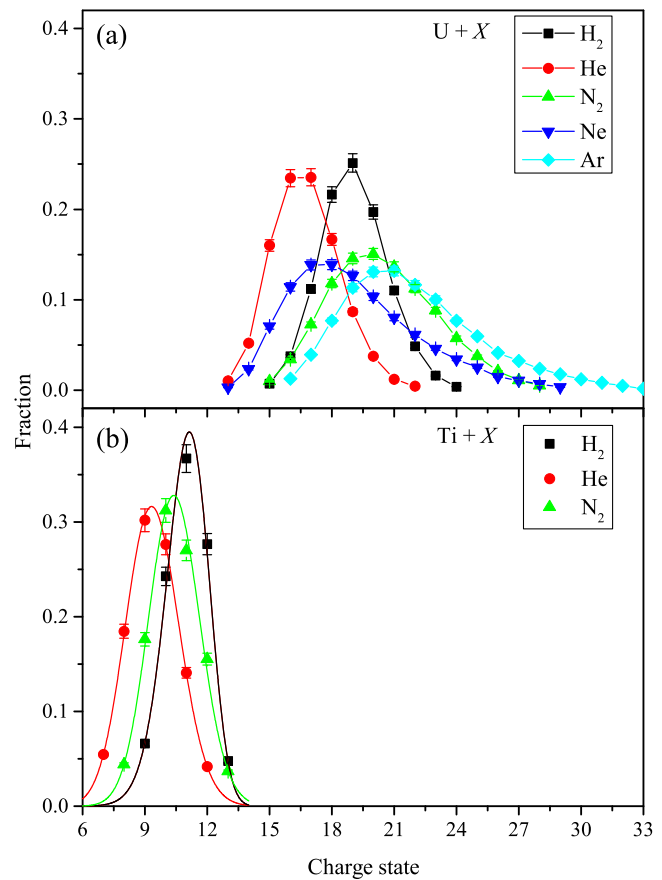 0.4
0.3
0.2
0.1
0.0
(a)
U + X
H₂
He
N₂
Ne
Ar
Fraction
0.4
0.3
0.2
0.1
0.0
(b)
Ti + X
H₂
He
N₂
6 9 12 15 18 21 24 27 30 33
Charge state